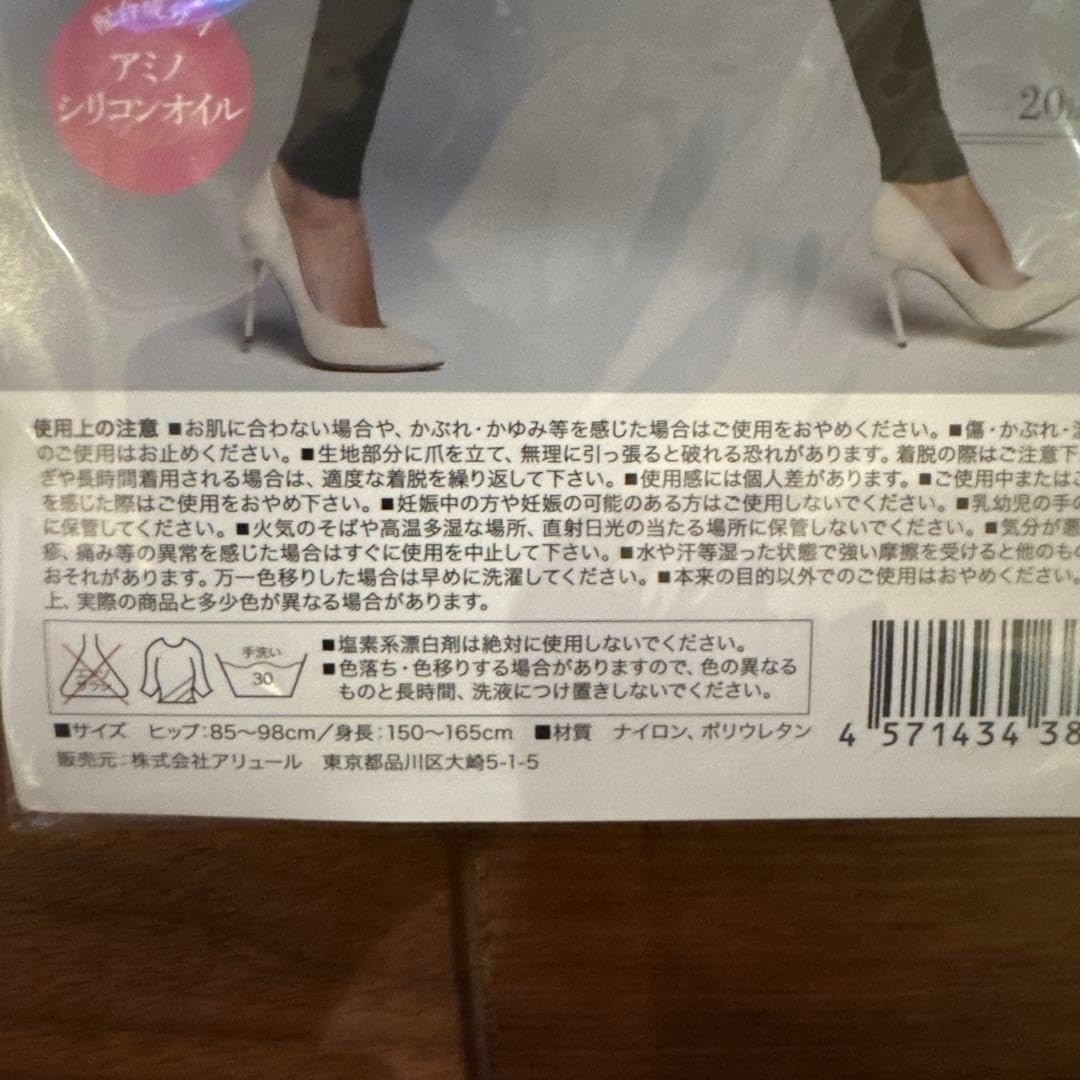 アミノ
シリコンオイル
20
使用上の注意 ■お肌に合わない場合や、かぶれ・かゆみ等を感じた場合はご使用をおやめください。■傷・かぶれ・
のご使用はお止めください。■生地部分に爪を立て、無理に引っ張ると破れる恐れがあります。着脱の際はご注意下
ぎや長時間着用される場合は、適度な着脱を繰り返して下さい。■使用感には個人差があります。■ご使用中または
を感じた際はご使用をおやめ下さい。■妊娠中の方や妊娠の可能のある方はご使用しないでください。■乳幼児の手の
に保管してください。■火気のそばや高温多湿な場所、直射日光の当たる場所に保管しないでください。■気分が悪
疹、痛み等の異常を感じた場合はすぐに使用を中止して下さい。■水や汗等湿った状態で強い摩擦を受けると他のもの
おそれがあります。万一色移りした場合は早めに洗濯してください。■本来の目的以外でのご使用はおやめください。
上、実際の商品と多少色が異なる場合があります。
エンソ
サラシ
手洗い
30
■塩素系漂白剤は絶対に使用しないでください。
■色落ち・色移りする場合がありますので、色の異なる
ものと長時間、洗液につけ置きしないでください。
■サイズ ヒップ:85〜98cm/身長:150〜165cm ■材質 ナイロン、ポリウレタン
販売元:株式会社アリュール 東京都品川区大崎5-1-5
4 571434 38